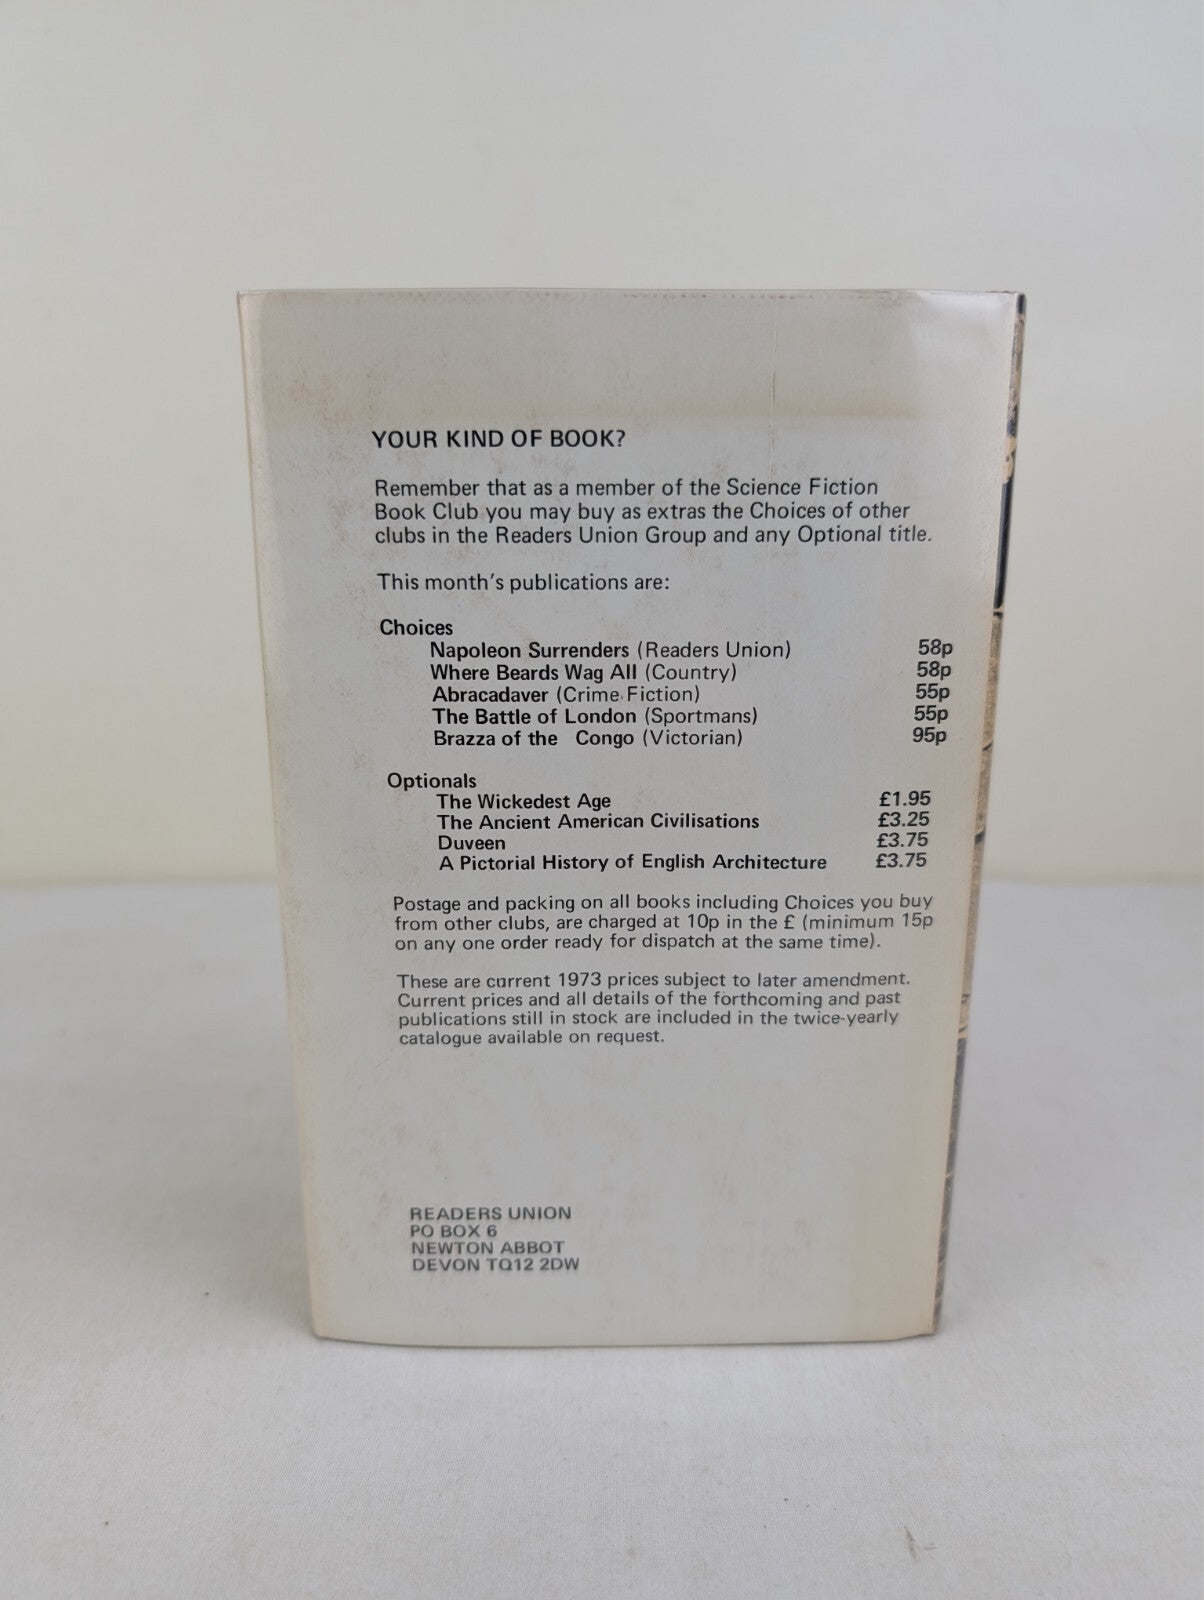 YOUR KIND OF BOOK?
Remember that as a member of the Science Fiction
Book Club you may buy as extras the Choices of other
clubs in the Readers Union Group and any Optional title.
This month's publications are:
Choices
Napoleon Surrenders (Readers Union) 58p
Where Beards Wag All (Country) 58p
Abracadaver (Crime Fiction) 55p
The Battle of London (Sportmans) 55p
Brazza of the Congo (Victorian) 95p
Optionals
The Wickedest Age £1.95
The Ancient American Civilisations £3.25
Duveen £3.75
A Pictorial History of English Architecture £3.75
Postage and packing on all books including Choices you buy
from other clubs, are charged at 10p in the £ (minimum 15p
on any one order ready for dispatch at the same time).
These are current 1973 prices subject to later amendment.
Current prices and all details of the forthcoming and past
publications still in stock are included in the twice-yearly
catalogue available on request.
READERS UNION
PO BOX 6
NEWTON ABBOT
DEVON TQ12 2DW